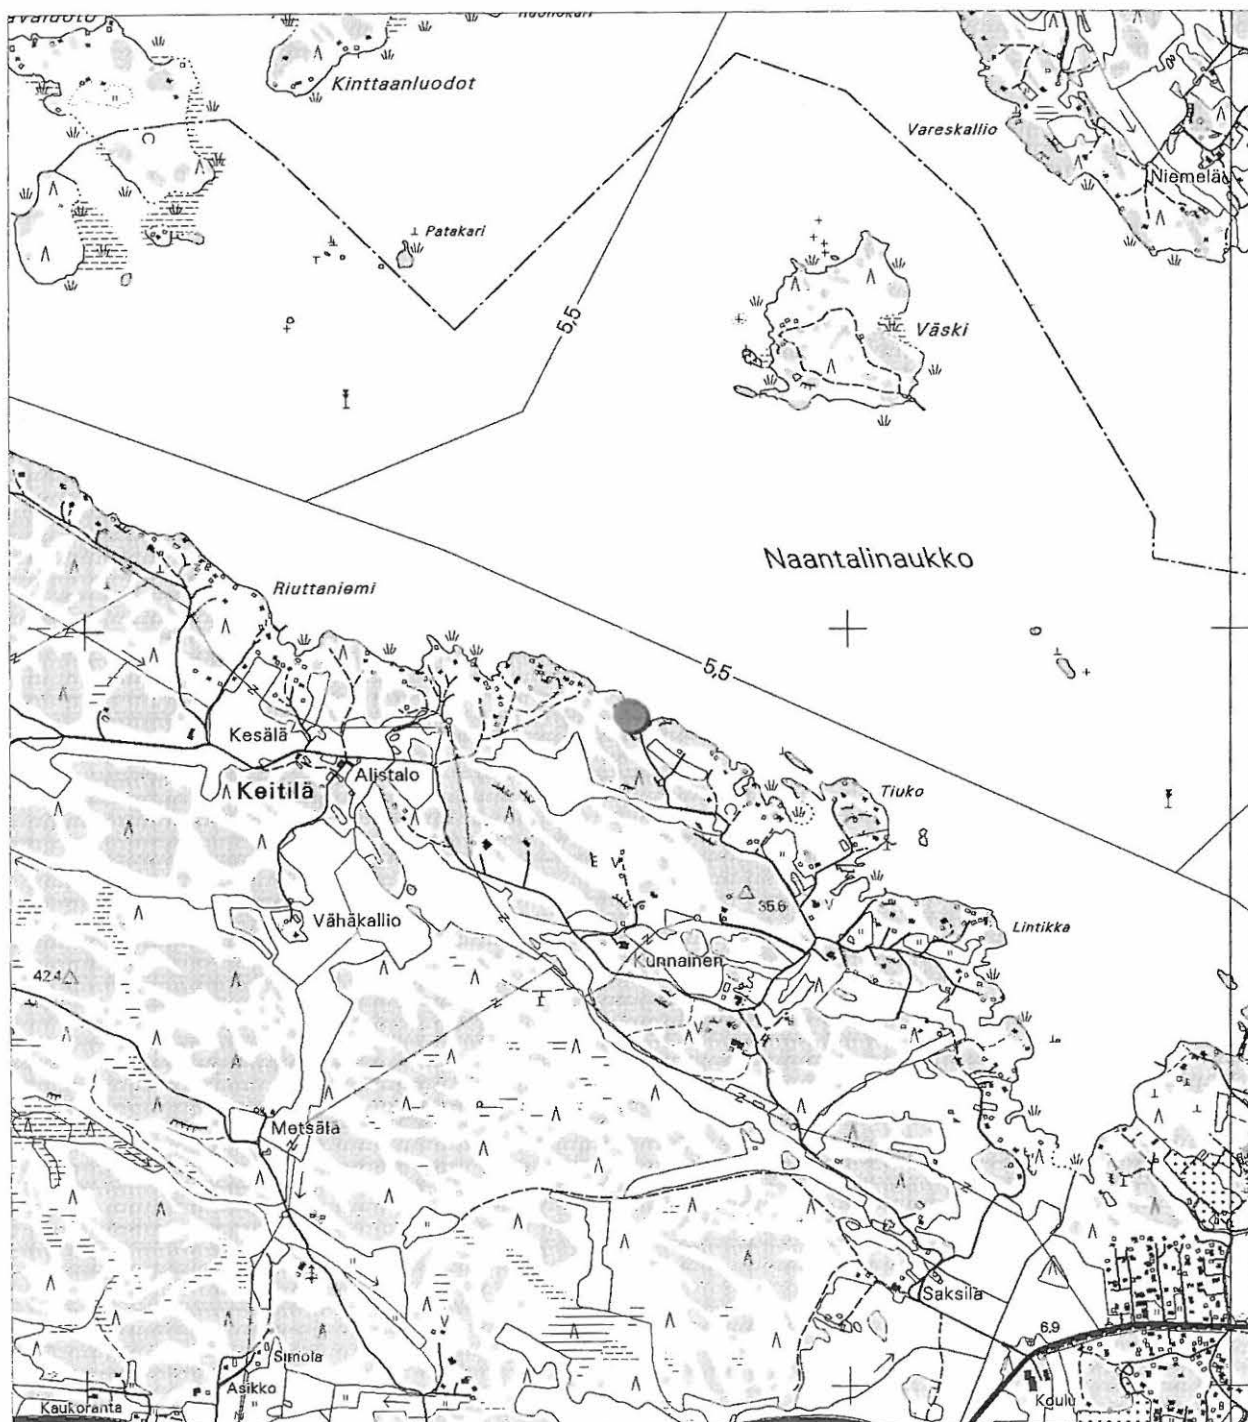 Kinttaanluodot
Vareskallio
Niemelä
Patakari
5,5
Väski
Naantalinaukko
Riuttaniemi
5,5
Kesälä
Alistalo
Keitilä
Tiuko
35.6
Vähäkallio
Lintikka
Kunnainen
42.4
Metsälä
Saksila
6.9
Simola
Asikko
Koulu
Kaukoranta